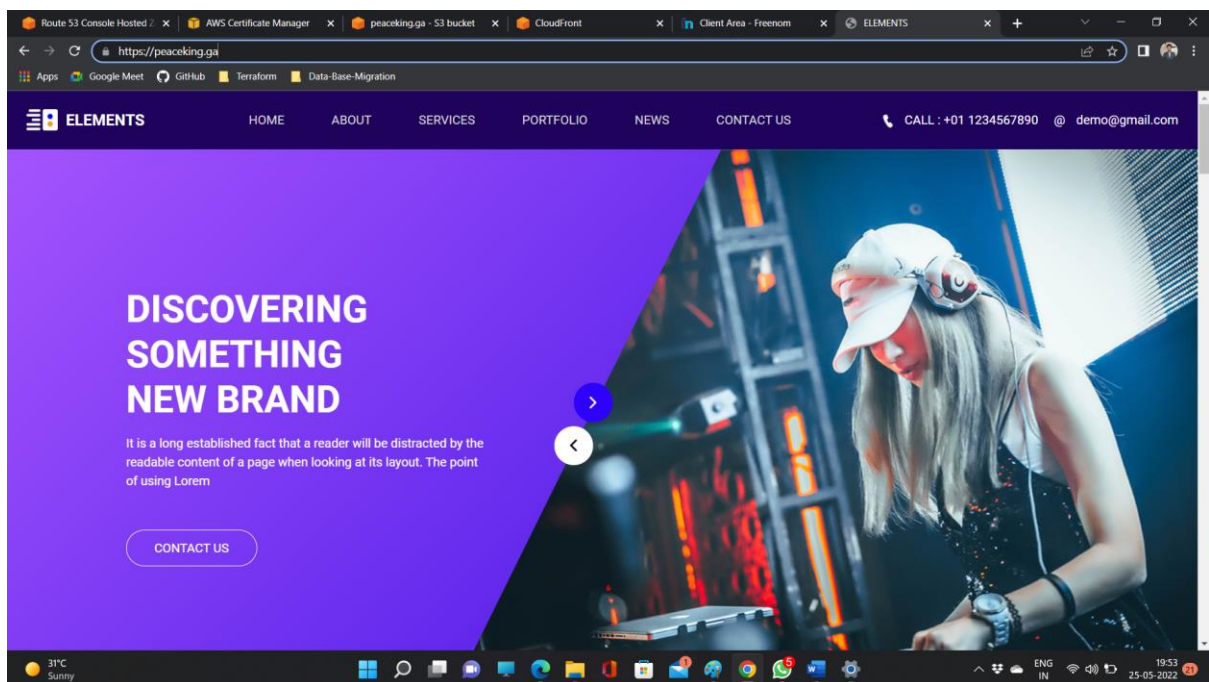 Route 53 Console Hosted Z
AWS Certificate Manager
peaceking.ga - S3 bucket
CloudFront
Client Area - Freenom
ELEMENTS
https://peaceking.ga
Apps
Google Meet
GitHub
Terraform
Data-Base-Migration
ELEMENTS
HOME
ABOUT
SERVICES
PORTFOLIO
NEWS
CONTACT US
CALL : +01 1234567890
@ demo@gmail.com
DISCOVERING
SOMETHING
NEW BRAND
It is a long established fact that a reader will be distracted by the
readable content of a page when looking at its layout. The point
of using Lorem
CONTACT US
31°C
Sunny
5
ENG
IN
19:53
25-05-2022
21